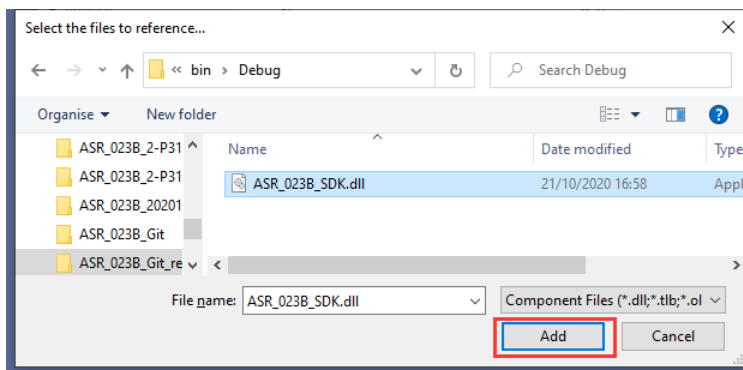 Select the files to reference...
« bin > Debug
Search Debug
Organise New folder
Name Date modified Type
ASR_023B_2-P31
ASR_023B_2-P31
ASR_023B_20201
ASR_023B_Git
ASR_023B_Git_re
ASR_023B_SDK.dll 21/10/2020 16:58 Appl
File name: ASR_023B_SDK.dll Component Files (*.dll;*.tlb;*.ol
Add Cancel